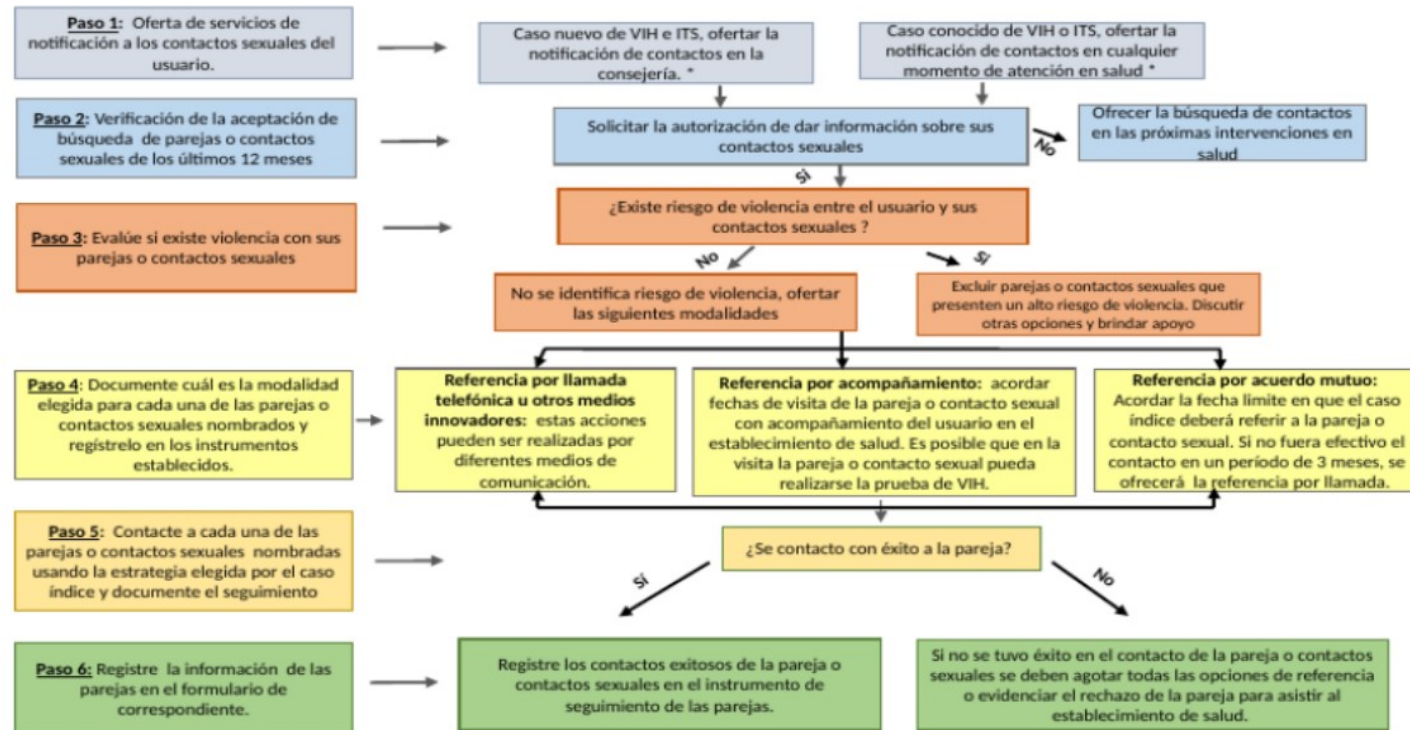 Paso 1: Oferta de servicios de
notificación a los contactos sexuales del
usuario.
Caso nuevo de VIH e ITS, ofertar la
notificación de contactos en la
consejería. *
Caso conocido de VIH o ITS, ofertar la
notificación de contactos en cualquier
momento de atención en salud *
Paso 2: Verificación de la aceptación de
búsqueda de parejas o contactos
sexuales de los últimos 12 meses
Solicitar la autorización de dar información sobre sus
contactos sexuales
No
Ofrecer la búsqueda de contactos
en las próximas intervenciones en
salud
Si
Paso 3: Evalúe si existe violencia con sus
parejas o contactos sexuales
¿Existe riesgo de violencia entre el usuario y sus
contactos sexuales ?
No
Si
No se identifica riesgo de violencia, ofertar
las siguientes modalidades
Excluir parejas o contactos sexuales que
presenten un alto riesgo de violencia. Discutir
otras opciones y brindar apoyo
Paso 4: Documente cuál es la modalidad
elegida para cada una de las parejas o
contactos sexuales nombrados y
regístrelo en los instrumentos
establecidos.
Referencia por llamada
telefónica u otros medios
innovadores: estas acciones
pueden ser realizadas por
diferentes medios de
comunicación.
Referencia por acompañamiento: acordar
fechas de visita de la pareja o contacto sexual
con acompañamiento del usuario en el
establecimiento de salud. Es posible que en la
visita la pareja o contacto sexual pueda
realizarse la prueba de VIH.
Referencia por acuerdo mutuo:
Acordar la fecha limite en que el caso
índice deberá referir a la pareja o
contacto sexual. Si no fuera efectivo el
contacto en un período de 3 meses, se
ofrecerá la referencia por llamada.
Paso 5: Contacte a cada una de las
parejas o contactos sexuales nombradas
usando la estrategia elegida por el caso
índice y documente el seguimiento
¿Se contacto con éxito a la pareja?
Sí
No
Paso 6: Registre la información de las
parejas en el formulario de
correspondiente.
Registre los contactos exitosos de la pareja o
contactos sexuales en el instrumento de
seguimiento de las parejas.
Si no se tuvo éxito en el contacto de la pareja o contactos
sexuales se deben agotar todas las opciones de referencia
o evidenciar el rechazo de la pareja para asistir al
establecimiento de salud.